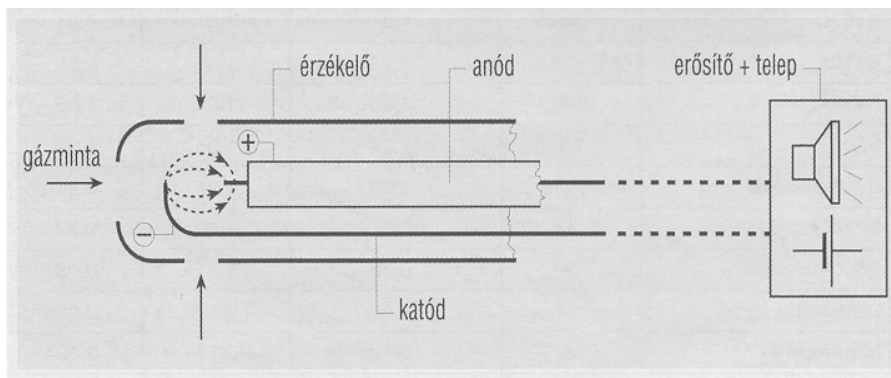 érzékelő
anód
erősítő + telep
gázminta
+
−
katód